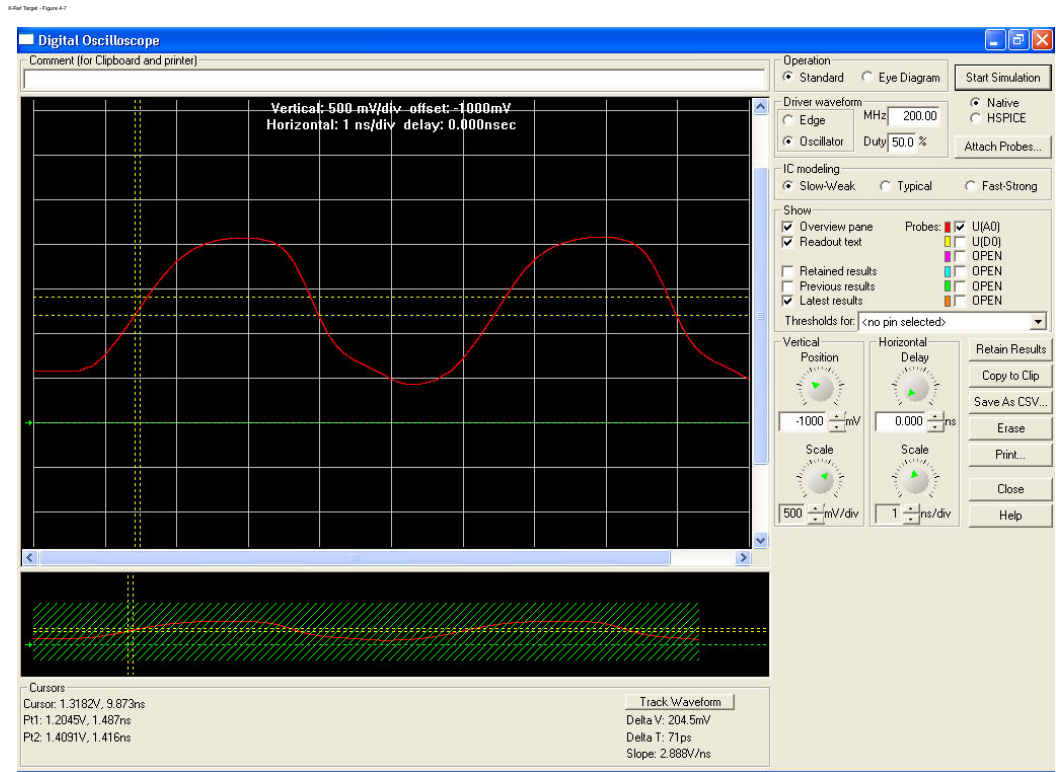 X-Ref Target - Figure 4-7
Digital Oscilloscope
Comment (for Clipboard and printer)
Vertical: 500 mV/div offset: -1000mV
Horizontal: 1 ns/div delay: 0.000nsec
Operation
Standard Eye Diagram
Start Simulation
Driver waveform
Edge
Oscillator
MHz 200.00
Duty 50.0 %
Native
HSPICE
Attach Probes...
IC modeling
Slow-Weak Typical Fast-Strong
Show
Overview pane Probes: U(A0)
Readout text U(D0)
OPEN
Retained results OPEN
Previous results OPEN
Latest results OPEN
Thresholds for: <no pin selected>
Vertical
Position
-1000 mV
Scale
500 mV/div
Horizontal
Delay
0.000 ns
Scale
1 ns/div
Retain Results
Copy to Clip
Save As CSV...
Erase
Print...
Close
Help
Cursors
Cursor: 1.3182V, 9.873ns
Pt1: 1.2045V, 1.487ns
Pt2: 1.4091V, 1.416ns
Track Waveform
Delta V: 204.5mV
Delta T: 71ps
Slope: 2.888V/ns